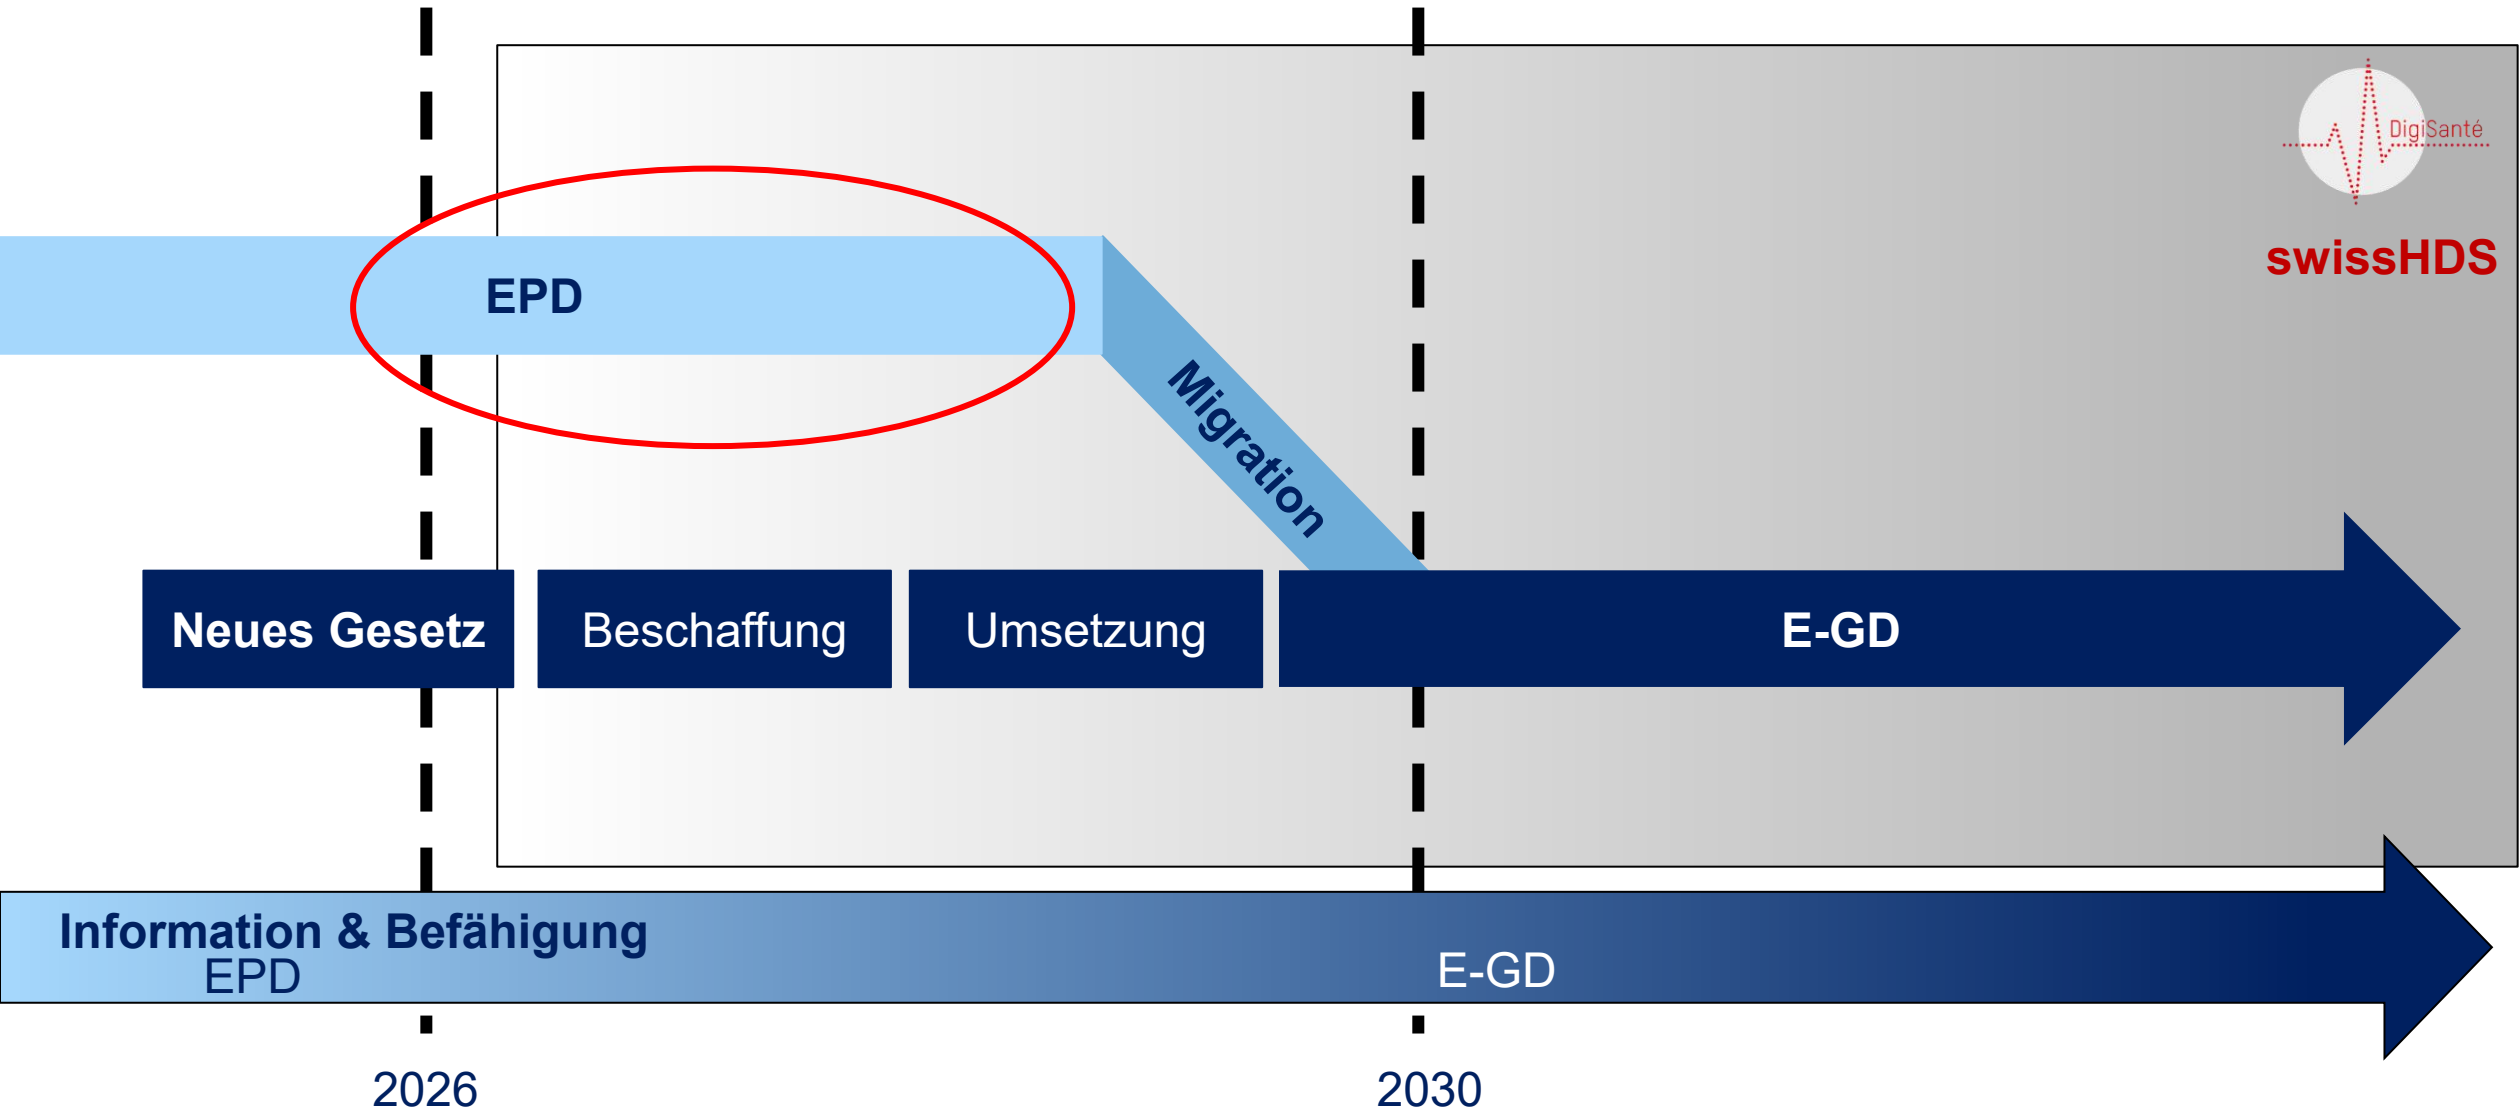 DigiSanté
swissHDS
EPD
Migration
Neues Gesetz
Beschaffung
Umsetzung
E-GD
Information & Befähigung
EPD
E-GD
2026
2030